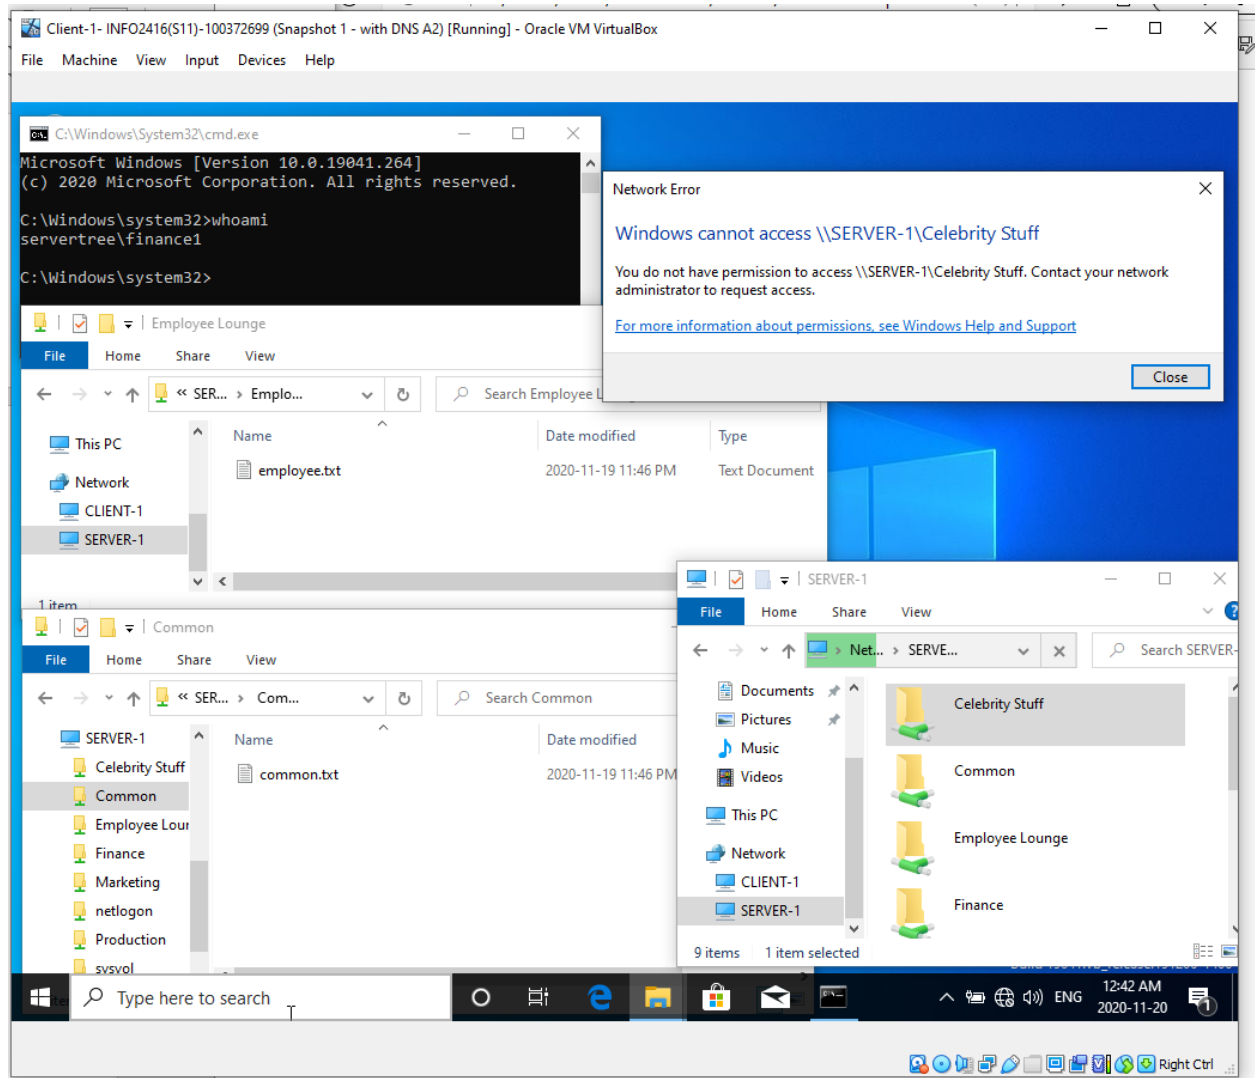 Client-1- INFO2416(S11)-100372699 (Snapshot 1 - with DNS A2) [Running] - Oracle VM VirtualBox
File Machine View Input Devices Help
C:\Windows\System32\cmd.exe
Microsoft Windows [Version 10.0.19041.264]
(c) 2020 Microsoft Corporation. All rights reserved.
C:\Windows\system32>whoami
servertree\finance1
C:\Windows\system32>
Network Error
Windows cannot access \\SERVER-1\Celebrity Stuff
You do not have permission to access \\SERVER-1\Celebrity Stuff. Contact your network
administrator to request access.
For more information about permissions, see Windows Help and Support
Close
Employee Lounge
File Home Share View
« SER... › Emplo...
Search Employee L
Name Date modified Type
employee.txt 2020-11-19 11:46 PM Text Document
This PC
Network
CLIENT-1
SERVER-1
1 item
Common
File Home Share View
« SER... › Com...
Search Common
Name Date modified
common.txt 2020-11-19 11:46 PM
SERVER-1
Celebrity Stuff
Common
Employee Lour
Finance
Marketing
netlogon
Production
sysvol
SERVER-1
File Home Share View
› Net... › SERVE...
Search SERVER-
Documents
Pictures
Music
Videos
This PC
Network
CLIENT-1
SERVER-1
Celebrity Stuff
Common
Employee Lounge
Finance
9 items 1 item selected
Type here to search
ENG
12:42 AM
2020-11-20
1
Right Ctrl